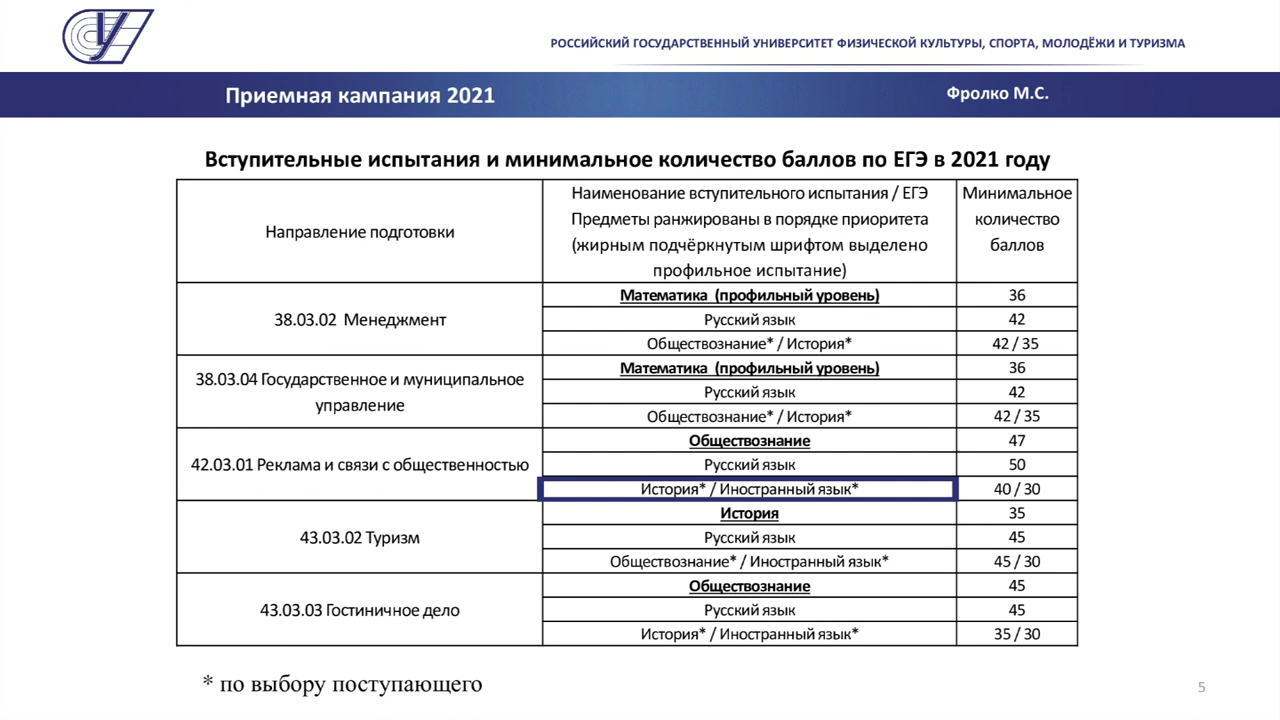 РОССИЙСКИЙ ГОСУДАРСТВЕННЫЙ УНИВЕРСИТЕТ ФИЗИЧЕСКОЙ КУЛЬТУРЫ, СПОРТА, МОЛОДЁЖИ И ТУРИЗМА
Приемная кампания 2021
Фролко М.С.
Вступительные испытания и минимальное количество баллов по ЕГЭ в 2021 году
Направление подготовки
Наименование вступительного испытания / ЕГЭ
Предметы ранжированы в порядке приоритета
(жирным подчёркнутым шрифтом выделено
профильное испытание)
Минимальное
количество
баллов
38.03.02 Менеджмент
Математика (профильный уровень)
36
Русский язык
42
Обществознание* / История*
42 / 35
38.03.04 Государственное и муниципальное
управление
Математика (профильный уровень)
36
Русский язык
42
Обществознание* / История*
42 / 35
42.03.01 Реклама и связи с общественностью
Обществознание
47
Русский язык
50
История* / Иностранный язык*
40 / 30
43.03.02 Туризм
История
35
Русский язык
45
Обществознание* / Иностранный язык*
45 / 30
43.03.03 Гостиничное дело
Обществознание
45
Русский язык
45
История* / Иностранный язык*
35 / 30
* по выбору поступающего
5